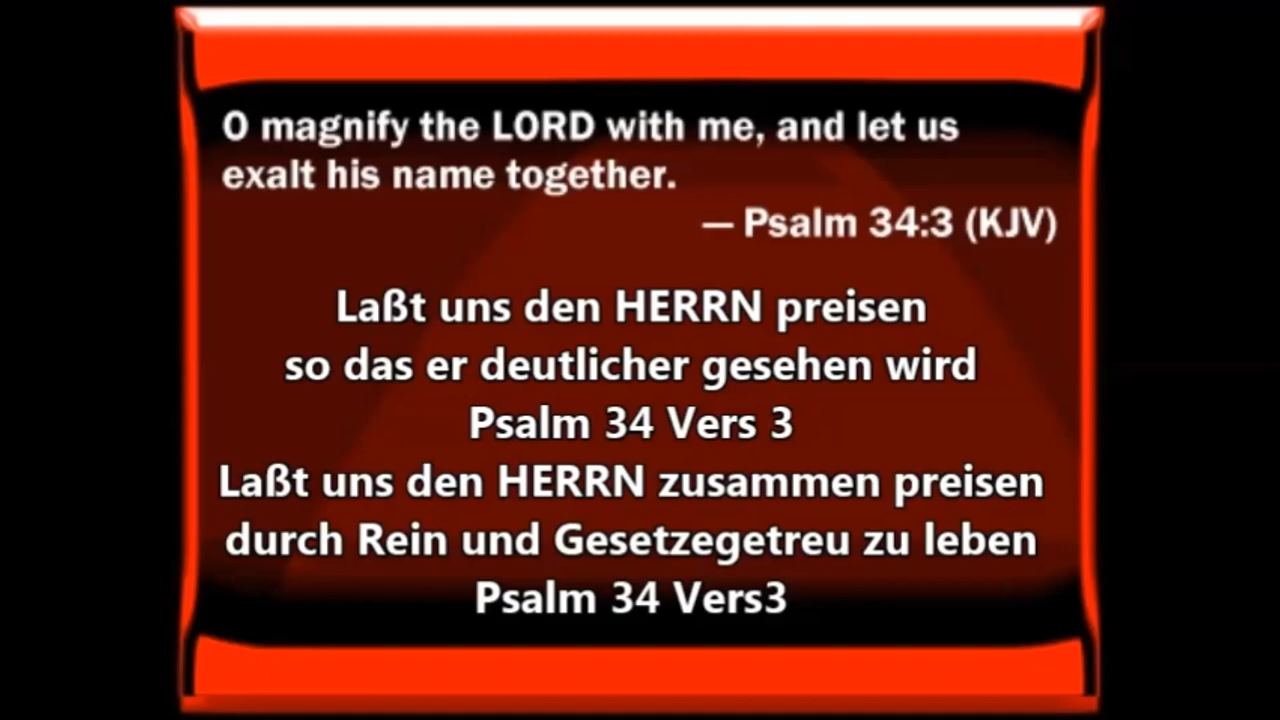 O magnify the LORD with me, and let us
exalt his name together.
— Psalm 34:3 (KJV)
Laßt uns den HERRN preisen
so das er deutlicher gesehen wird
Psalm 34 Vers 3
Laßt uns den HERRN zusammen preisen
durch Rein und Gesetzegetreu zu leben
Psalm 34 Vers3